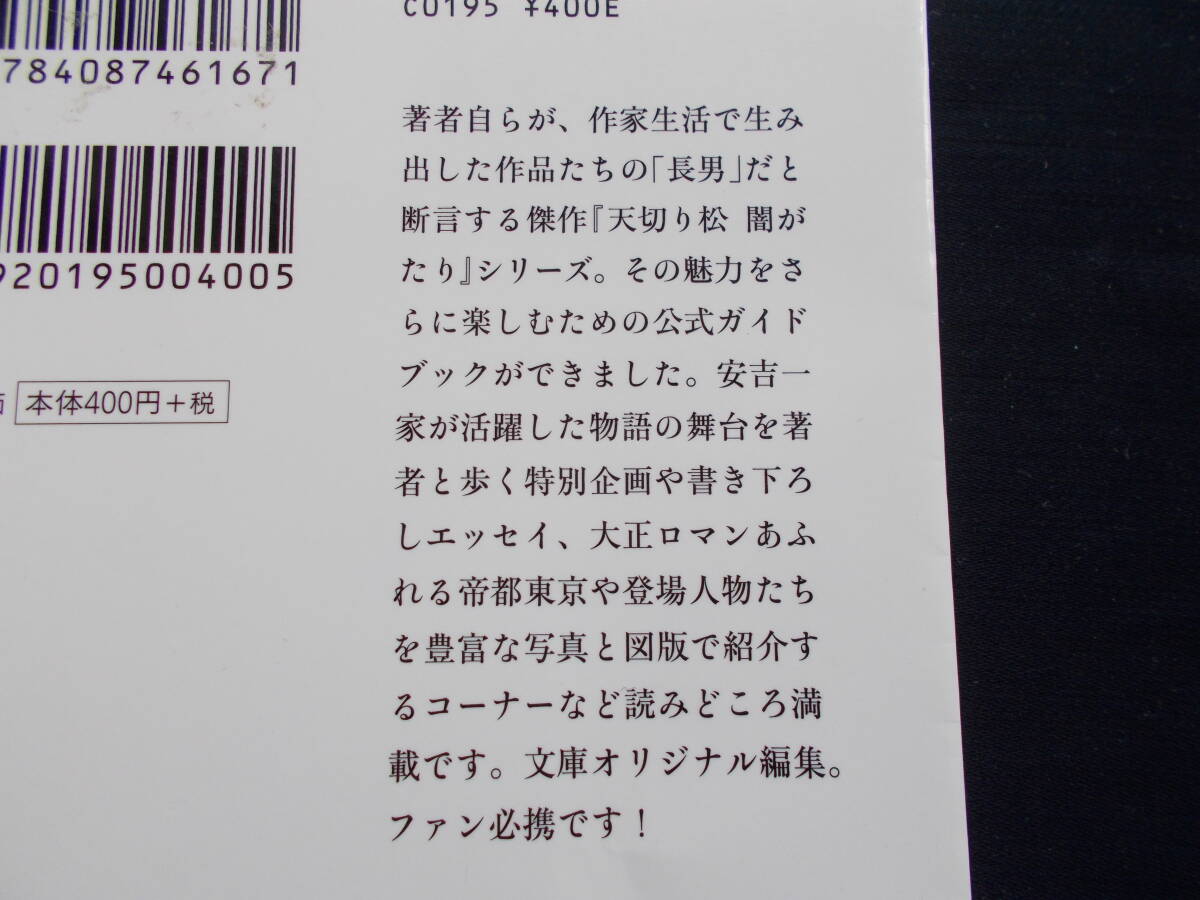 C0195 ¥400E
784087461671
920195004005
本体400円+税
著者自らが、作家生活で生み
出した作品たちの「長男」だと
断言する傑作『天切り松 闇が
たり』シリーズ。その魅力をさ
らに楽しむための公式ガイド
ブックができました。安吉一
家が活躍した物語の舞台を著
者と歩く特別企画や書き下ろ
しエッセイ、大正ロマンあふ
れる帝都東京や登場人物たち
を豊富な写真と図版で紹介す
るコーナーなど読みどころ満
載です。文庫オリジナル編集。
ファン必携です！